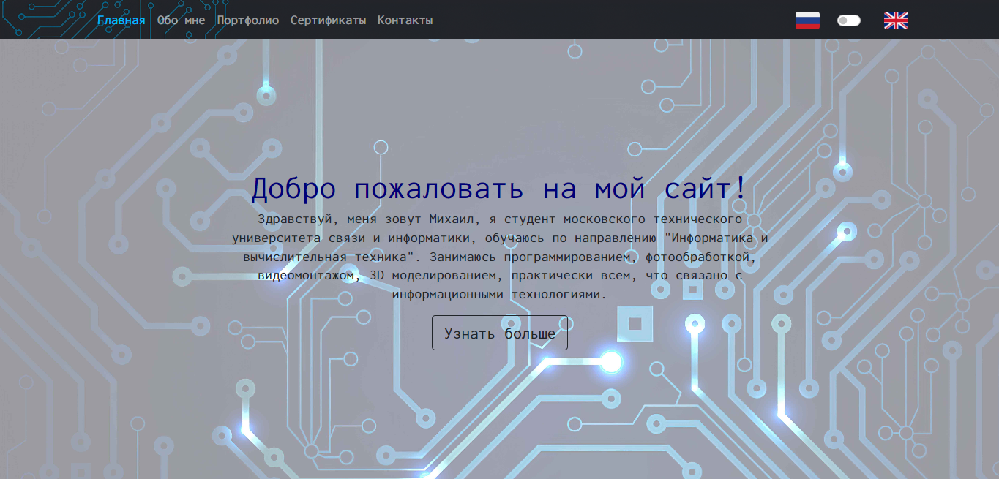 Главная Обо мне Портфолио Сертификаты Контакты
Добро пожаловать на мой сайт!
Здравствуй, меня зовут Михаил, я студент московского технического
университета связи и информатики, обучаюсь по направлению "Информатика и
вычислительная техника". Занимаюсь программированием, фотообработкой,
видеомонтажом, 3D моделированием, практически всем, что связано с
информационными технологиями.
Узнать больше